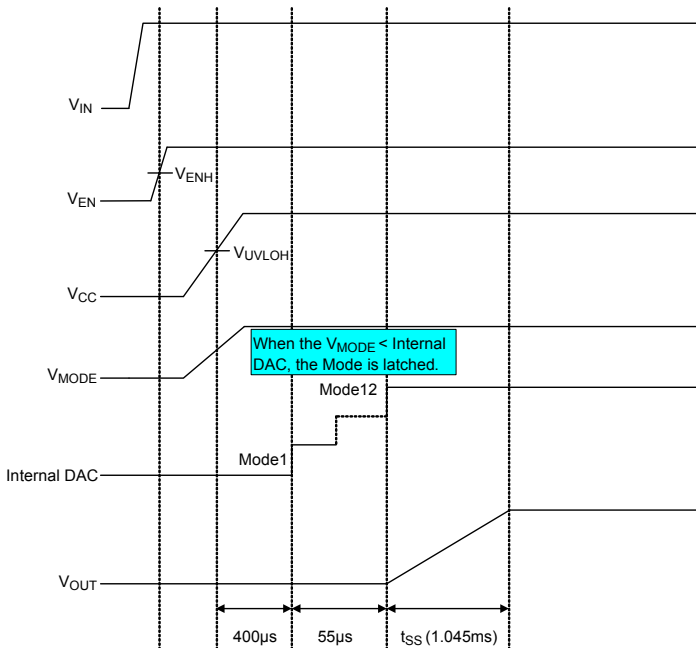 VIN
VENH
VEN
VUVLOH
VCC
When the VMODE < Internal
DAC, the Mode is latched.
VMODE
Mode12
Mode1
Internal DAC
VOUT
400µs
55µs
tSS (1.045ms)